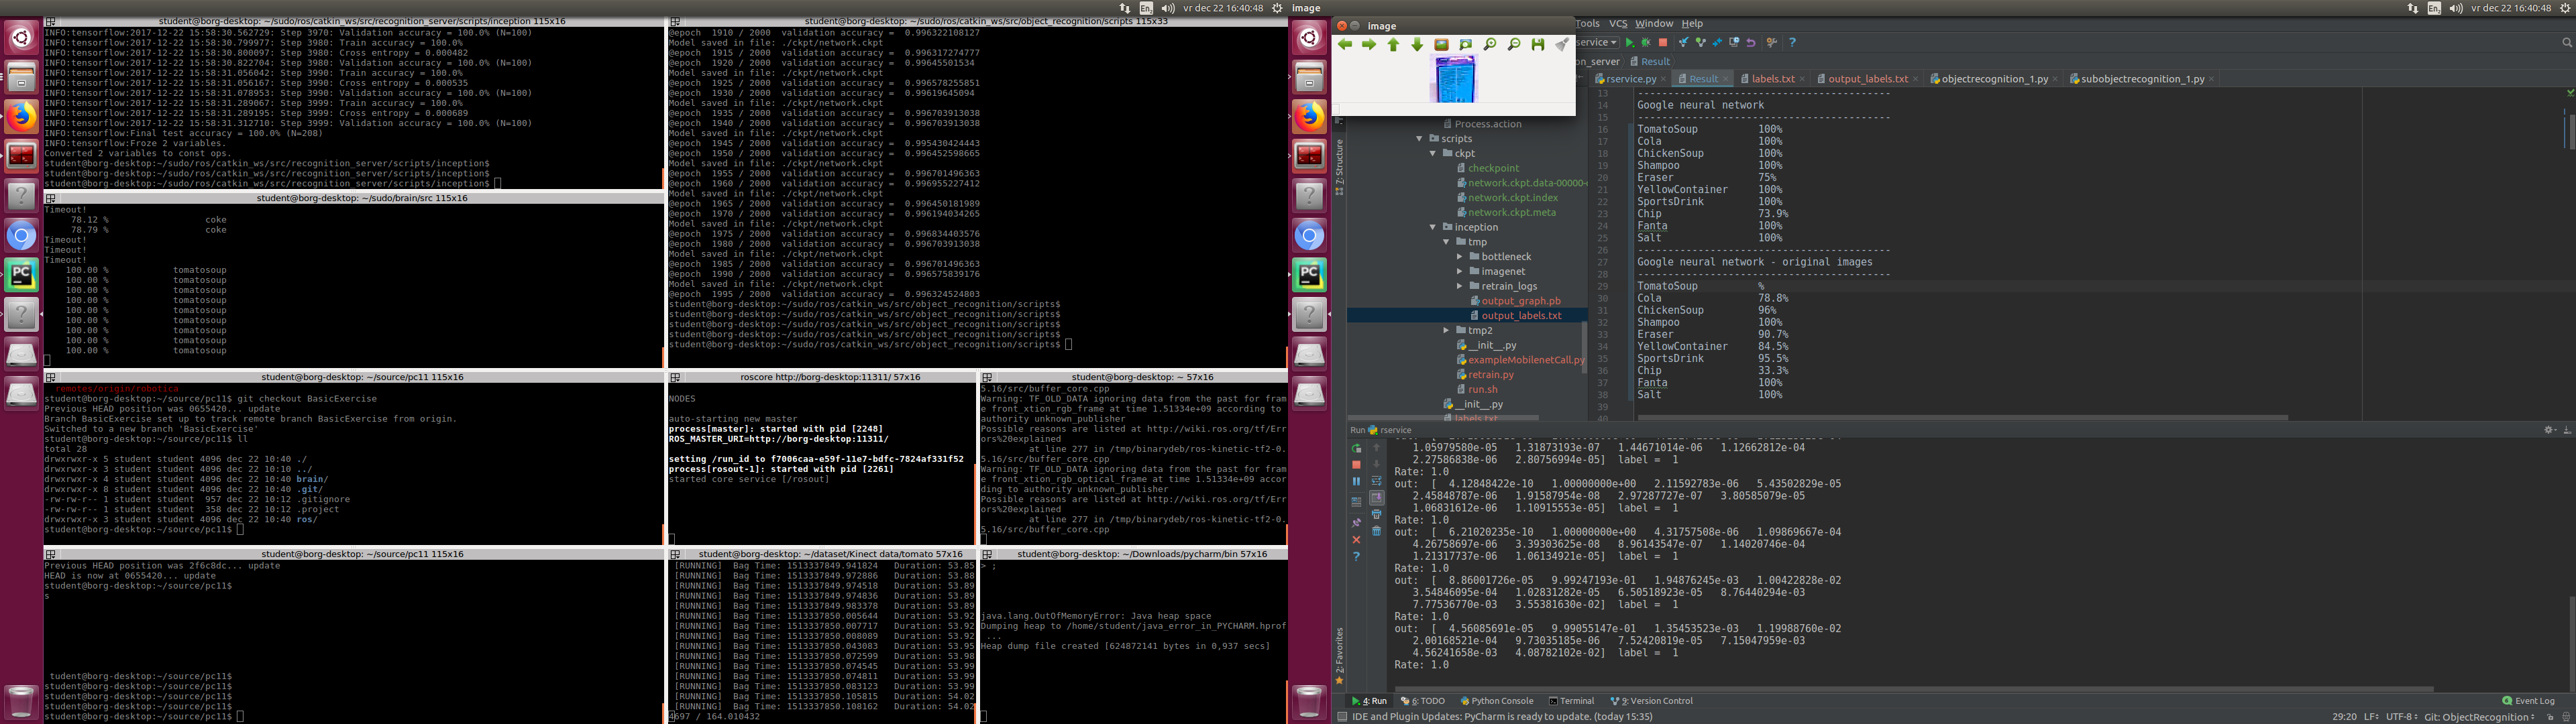 vr dec 22 16:40:48
Image
vr dec 22 16:40:48
student@borg-desktop: ~/sudo/ros/catkin_ws/src/recognition_server/scripts/inception 115x16
INFO:tensorflow:2017-12-22 15:58:30.562729: Step 3970: Validation accuracy = 100.0% (N=100)
INFO:tensorflow:2017-12-22 15:58:30.799977: Step 3980: Train accuracy = 100.0%
INFO:tensorflow:2017-12-22 15:58:30.800097: Step 3980: Cross entropy = 0.000482
INFO:tensorflow:2017-12-22 15:58:30.822704: Step 3980: Validation accuracy = 100.0% (N=100)
INFO:tensorflow:2017-12-22 15:58:31.056042: Step 3990: Train accuracy = 100.0%
INFO:tensorflow:2017-12-22 15:58:31.056167: Step 3990: Cross entropy = 0.000535
INFO:tensorflow:2017-12-22 15:58:31.078953: Step 3990: Validation accuracy = 100.0% (N=100)
INFO:tensorflow:2017-12-22 15:58:31.289067: Step 3999: Train accuracy = 100.0%
INFO:tensorflow:2017-12-22 15:58:31.289195: Step 3999: Cross entropy = 0.000689
INFO:tensorflow:2017-12-22 15:58:31.312710: Step 3999: Validation accuracy = 100.0% (N=100)
INFO:tensorflow:Final test accuracy = 100.0% (N=208)
INFO:tensorflow:Froze 2 variables.
Converted 2 variables to const ops.
student@borg-desktop:~/sudo/ros/catkin_ws/src/recognition_server/scripts/inception$
student@borg-desktop:~/sudo/ros/catkin_ws/src/recognition_server/scripts/inception$
student@borg-desktop:~/sudo/ros/catkin_ws/src/recognition_server/scripts/inception$
student@borg-desktop: ~/sudo/brain/src 115x16
Timeout!
78.12 % coke
78.79 % coke
Timeout!
Timeout!
Timeout!
100.00 % tomatosoup
100.00 % tomatosoup
100.00 % tomatosoup
100.00 % tomatosoup
100.00 % tomatosoup
100.00 % tomatosoup
100.00 % tomatosoup
100.00 % tomatosoup
100.00 % tomatosoup
student@borg-desktop: ~/sudo/ros/catkin_ws/src/object_recognition/scripts 115x33
@epoch 1910 / 2000 validation accuracy = 0.996322108127
Model saved in file: ./ckpt/network.ckpt
@epoch 1915 / 2000 validation accuracy = 0.996317274777
@epoch 1920 / 2000 validation accuracy = 0.99645501534
Model saved in file: ./ckpt/network.ckpt
@epoch 1925 / 2000 validation accuracy = 0.996578255851
@epoch 1930 / 2000 validation accuracy = 0.99619645094
Model saved in file: ./ckpt/network.ckpt
@epoch 1935 / 2000 validation accuracy = 0.996703913038
@epoch 1940 / 2000 validation accuracy = 0.996703913038
Model saved in file: ./ckpt/network.ckpt
@epoch 1945 / 2000 validation accuracy = 0.995430424443
@epoch 1950 / 2000 validation accuracy = 0.996452598665
Model saved in file: ./ckpt/network.ckpt
@epoch 1955 / 2000 validation accuracy = 0.996701496363
@epoch 1960 / 2000 validation accuracy = 0.996955227412
Model saved in file: ./ckpt/network.ckpt
@epoch 1965 / 2000 validation accuracy = 0.996450181989
@epoch 1970 / 2000 validation accuracy = 0.996194034265
Model saved in file: ./ckpt/network.ckpt
@epoch 1975 / 2000 validation accuracy = 0.996834403576
@epoch 1980 / 2000 validation accuracy = 0.996703913038
Model saved in file: ./ckpt/network.ckpt
@epoch 1985 / 2000 validation accuracy = 0.996701496363
@epoch 1990 / 2000 validation accuracy = 0.996575839176
Model saved in file: ./ckpt/network.ckpt
@epoch 1995 / 2000 validation accuracy = 0.996324524803
student@borg-desktop:~/sudo/ros/catkin_ws/src/object_recognition/scripts$
student@borg-desktop:~/sudo/ros/catkin_ws/src/object_recognition/scripts$
student@borg-desktop:~/sudo/ros/catkin_ws/src/object_recognition/scripts$
student@borg-desktop:~/sudo/ros/catkin_ws/src/object_recognition/scripts$
student@borg-desktop:~/sudo/ros/catkin_ws/src/object_recognition/scripts$
student@borg-desktop: ~/source/pc11 115x16
remotes/origin/robotica
student@borg-desktop:~/source/pc11$ git checkout BasicExercise
Previous HEAD position was 0655420... update
Branch BasicExercise set up to track remote branch BasicExercise from origin.
Switched to a new branch 'BasicExercise'
student@borg-desktop:~/source/pc11$ ll
total 28
drwxrwxr-x 5 student student 4096 dec 22 10:40 ./
drwxrwxr-x 3 student student 4096 dec 22 10:10 ../
drwxrwxr-x 4 student student 4096 dec 22 10:40 brain/
drwxrwxr-x 8 student student 4096 dec 22 10:40 .git/
-rw-rw-r-- 1 student student 957 dec 22 10:12 .gitignore
-rw-rw-r-- 1 student student 358 dec 22 10:12 .project
drwxrwxr-x 3 student student 4096 dec 22 10:40 ros/
student@borg-desktop:~/source/pc11$
roscore http://borg-desktop:11311/ 57x16
NODES
auto-starting new master
process[master]: started with pid [2248]
ROS_MASTER_URI=http://borg-desktop:11311/
setting /run_id to f7006caa-e59f-11e7-bdfc-7824af331f52
process[rosout-1]: started with pid [2261]
started core service [/rosout]
student@borg-desktop: ~ 57x16
5.16/src/buffer_core.cpp
Warning: TF_OLD_DATA ignoring data from the past for fram
e front_xtion_rgb_frame at time 1.51334e+09 according to
authority unknown_publisher
Possible reasons are listed at http://wiki.ros.org/tf/Err
ors%20explained
at line 277 in /tmp/binarydeb/ros-kinetic-tf2-0.
5.16/src/buffer_core.cpp
Warning: TF_OLD_DATA ignoring data from the past for fram
e front_xtion_rgb_optical_frame at time 1.51334e+09 accor
ding to authority unknown_publisher
Possible reasons are listed at http://wiki.ros.org/tf/Err
ors%20explained
at line 277 in /tmp/binarydeb/ros-kinetic-tf2-0.
5.16/src/buffer_core.cpp
student@borg-desktop: ~/source/pc11 115x16
Previous HEAD position was 2f6c8dc... update
HEAD is now at 0655420... update
student@borg-desktop:~/source/pc11$
s
tudent@borg-desktop:~/source/pc11$
student@borg-desktop:~/source/pc11$
student@borg-desktop:~/source/pc11$
student@borg-desktop:~/source/pc11$
student@borg-desktop:~/source/pc11$
student@borg-desktop: ~/dataset/Kinect data/tomato 57x16
[RUNNING] Bag Time: 1513337849.941824 Duration: 53.85
[RUNNING] Bag Time: 1513337849.972886 Duration: 53.88
[RUNNING] Bag Time: 1513337849.974518 Duration: 53.89
[RUNNING] Bag Time: 1513337849.974836 Duration: 53.89
[RUNNING] Bag Time: 1513337849.983378 Duration: 53.89
[RUNNING] Bag Time: 1513337850.005644 Duration: 53.92
[RUNNING] Bag Time: 1513337850.007717 Duration: 53.92
[RUNNING] Bag Time: 1513337850.008089 Duration: 53.92
[RUNNING] Bag Time: 1513337850.043083 Duration: 53.95
[RUNNING] Bag Time: 1513337850.072599 Duration: 53.98
[RUNNING] Bag Time: 1513337850.074545 Duration: 53.99
[RUNNING] Bag Time: 1513337850.074811 Duration: 53.99
[RUNNING] Bag Time: 1513337850.083123 Duration: 53.99
[RUNNING] Bag Time: 1513337850.105815 Duration: 54.02
[RUNNING] Bag Time: 1513337850.108162 Duration: 54.02
4697 / 164.010432
student@borg-desktop: ~/Downloads/pycharm/bin 57x16
> ;
java.lang.OutOfMemoryError: Java heap space
Dumping heap to /home/student/java_error_in_PYCHARM.hprof
...
Heap dump file created [624872141 bytes in 0,937 secs]
image
Tools VCS Window Help
service
on_server Result
rservice.py Result labels.txt output_labels.txt objectrecognition_1.py subobjectrecognition_1.py
Process.action
scripts
ckpt
checkpoint
network.ckpt.data-00000-
network.ckpt.index
network.ckpt.meta
inception
tmp
bottleneck
imagenet
retrain_logs
output_graph.pb
output_labels.txt
tmp2
__init__.py
exampleMobilenetCall.py
retrain.py
run.sh
__init__.py
labels.txt
7: Structure
2: Favorites
13 ------------------------------------------
14 Google neural network
15 ------------------------------------------
16 TomatoSoup 100%
17 Cola 100%
18 ChickenSoup 100%
19 Shampoo 100%
20 Eraser 75%
21 YellowContainer 100%
22 SportsDrink 100%
23 Chip 73.9%
24 Fanta 100%
25 Salt 100%
26 ------------------------------------------
27 Google neural network - original images
28 ------------------------------------------
29 TomatoSoup %
30 Cola 78.8%
31 ChickenSoup 96%
32 Shampoo 100%
33 Eraser 90.7%
34 YellowContainer 84.5%
35 SportsDrink 95.5%
36 Chip 33.3%
37 Fanta 100%
38 Salt 100%
39
40
Run rservice
1.05979580e-05 1.31873193e-07 1.44671014e-06 1.12662812e-04
2.27586838e-06 2.80756994e-05] label = 1
Rate: 1.0
out: [ 4.12848422e-10 1.00000000e+00 2.11592783e-06 5.43502829e-05
2.45848787e-06 1.91587954e-08 2.97287727e-07 3.80585079e-05
1.06831612e-06 1.10915553e-05] label = 1
Rate: 1.0
out: [ 6.21020235e-10 1.00000000e+00 4.31757508e-06 1.09869667e-04
4.26758697e-06 3.39303625e-08 8.96143547e-07 1.14020746e-04
1.21317737e-06 1.06134921e-05] label = 1
Rate: 1.0
out: [ 8.86001726e-05 9.99247193e-01 1.94876245e-03 1.00422828e-02
3.54846095e-04 1.02831282e-05 6.50518923e-05 8.76440294e-03
7.77536770e-03 3.55381630e-02] label = 1
Rate: 1.0
out: [ 4.56085691e-05 9.99055147e-01 1.35453523e-03 1.19988760e-02
2.00168521e-04 9.73035185e-06 7.52420819e-05 7.15047959e-03
4.56241658e-03 4.08782102e-02] label = 1
Rate: 1.0
4: Run 6: TODO Python Console Terminal 9: Version Control Event Log
IDE and Plugin Updates: PyCharm is ready to update. (today 15:35) 29:20 LF UTF-8 Git: ObjectRecognition